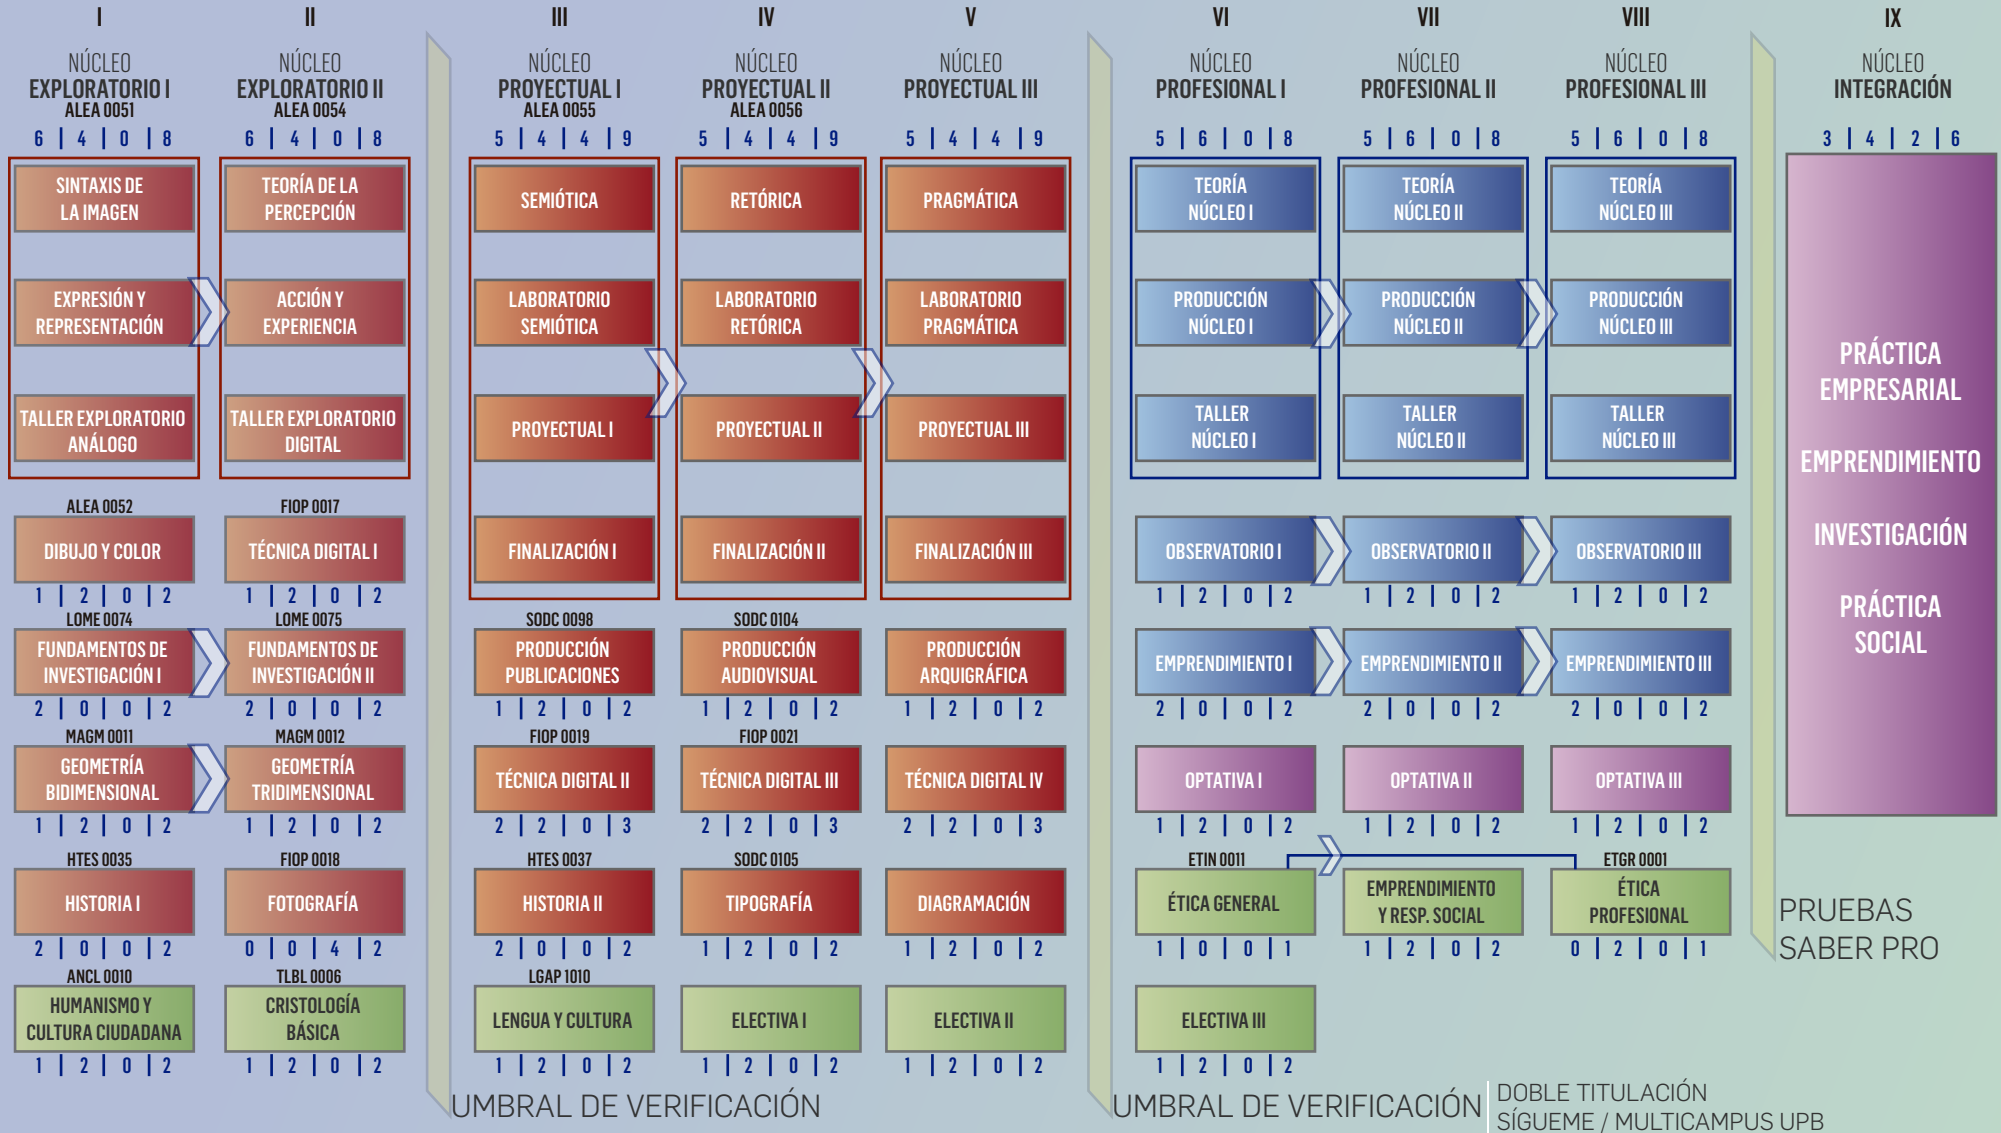 I
NÚCLEO
EXPLORATORIO I
ALEA 0051
6 | 4 | 0 | 8
SINTAXIS DE
LA IMAGEN
EXPRESIÓN Y
REPRESENTACIÓN
TALLER EXPLORATORIO
ANÁLOGO
ALEA 0052
DIBUJO Y COLOR
1 | 2 | 0 | 2
LOME 0074
FUNDAMENTOS DE
INVESTIGACIÓN I
2 | 0 | 0 | 2
MAGM 0011
GEOMETRÍA
BIDIMENSIONAL
1 | 2 | 0 | 2
HTES 0035
HISTORIA I
2 | 0 | 0 | 2
ANCL 0010
HUMANISMO Y
CULTURA CIUDADANA
1 | 2 | 0 | 2
II
NÚCLEO
EXPLORATORIO II
ALEA 0054
6 | 4 | 0 | 8
TEORÍA DE LA
PERCEPCIÓN
ACCIÓN Y
EXPERIENCIA
TALLER EXPLORATORIO
DIGITAL
FIOP 0017
TÉCNICA DIGITAL I
1 | 2 | 0 | 2
LOME 0075
FUNDAMENTOS DE
INVESTIGACIÓN II
2 | 0 | 0 | 2
MAGM 0012
GEOMETRÍA
TRIDIMENSIONAL
1 | 2 | 0 | 2
FIOP 0018
FOTOGRAFÍA
0 | 0 | 4 | 2
TLBL 0006
CRISTOLOGÍA
BÁSICA
1 | 2 | 0 | 2
III
NÚCLEO
PROYECTUAL I
ALEA 0055
5 | 4 | 4 | 9
SEMIÓTICA
LABORATORIO
SEMIÓTICA
PROYECTUAL I
FINALIZACIÓN I
SODC 0098
PRODUCCIÓN
PUBLICACIONES
1 | 2 | 0 | 2
FIOP 0019
TÉCNICA DIGITAL II
2 | 2 | 0 | 3
HTES 0037
HISTORIA II
2 | 0 | 0 | 2
LGAP 1010
LENGUA Y CULTURA
1 | 2 | 0 | 2
IV
NÚCLEO
PROYECTUAL II
ALEA 0056
5 | 4 | 4 | 9
RETÓRICA
LABORATORIO
RETÓRICA
PROYECTUAL II
FINALIZACIÓN II
SODC 0104
PRODUCCIÓN
AUDIOVISUAL
1 | 2 | 0 | 2
FIOP 0021
TÉCNICA DIGITAL III
2 | 2 | 0 | 3
SODC 0105
TIPOGRAFÍA
1 | 2 | 0 | 2
ELECTIVA I
1 | 2 | 0 | 2
V
NÚCLEO
PROYECTUAL III
5 | 4 | 4 | 9
PRAGMÁTICA
LABORATORIO
PRAGMÁTICA
PROYECTUAL III
FINALIZACIÓN III
PRODUCCIÓN
ARQUIGRÁFICA
1 | 2 | 0 | 2
TÉCNICA DIGITAL IV
2 | 2 | 0 | 3
DIAGRAMACIÓN
1 | 2 | 0 | 2
ELECTIVA II
1 | 2 | 0 | 2
UMBRAL DE VERIFICACIÓN
VI
NÚCLEO
PROFESIONAL I
5 | 6 | 0 | 8
TEORÍA
NÚCLEO I
PRODUCCIÓN
NÚCLEO I
TALLER
NÚCLEO I
OBSERVATORIO I
1 | 2 | 0 | 2
EMPRENDIMIENTO I
2 | 0 | 0 | 2
OPTATIVA I
1 | 2 | 0 | 2
ETIN 0011
ÉTICA GENERAL
1 | 0 | 0 | 1
ELECTIVA III
1 | 2 | 0 | 2
VII
NÚCLEO
PROFESIONAL II
5 | 6 | 0 | 8
TEORÍA
NÚCLEO II
PRODUCCIÓN
NÚCLEO II
TALLER
NÚCLEO II
OBSERVATORIO II
1 | 2 | 0 | 2
EMPRENDIMIENTO II
2 | 0 | 0 | 2
OPTATIVA II
1 | 2 | 0 | 2
EMPRENDIMIENTO
Y RESP. SOCIAL
1 | 2 | 0 | 2
VIII
NÚCLEO
PROFESIONAL III
5 | 6 | 0 | 8
TEORÍA
NÚCLEO III
PRODUCCIÓN
NÚCLEO III
TALLER
NÚCLEO III
OBSERVATORIO III
1 | 2 | 0 | 2
EMPRENDIMIENTO III
2 | 0 | 0 | 2
OPTATIVA III
1 | 2 | 0 | 2
ETGR 0001
ÉTICA
PROFESIONAL
0 | 2 | 0 | 1
UMBRAL DE VERIFICACIÓN
DOBLE TITULACIÓN
SÍGUEME / MULTICAMPUS UPB
IX
NÚCLEO
INTEGRACIÓN
3 | 4 | 2 | 6
PRÁCTICA
EMPRESARIAL
EMPRENDIMIENTO
INVESTIGACIÓN
PRÁCTICA
SOCIAL
PRUEBAS
SABER PRO